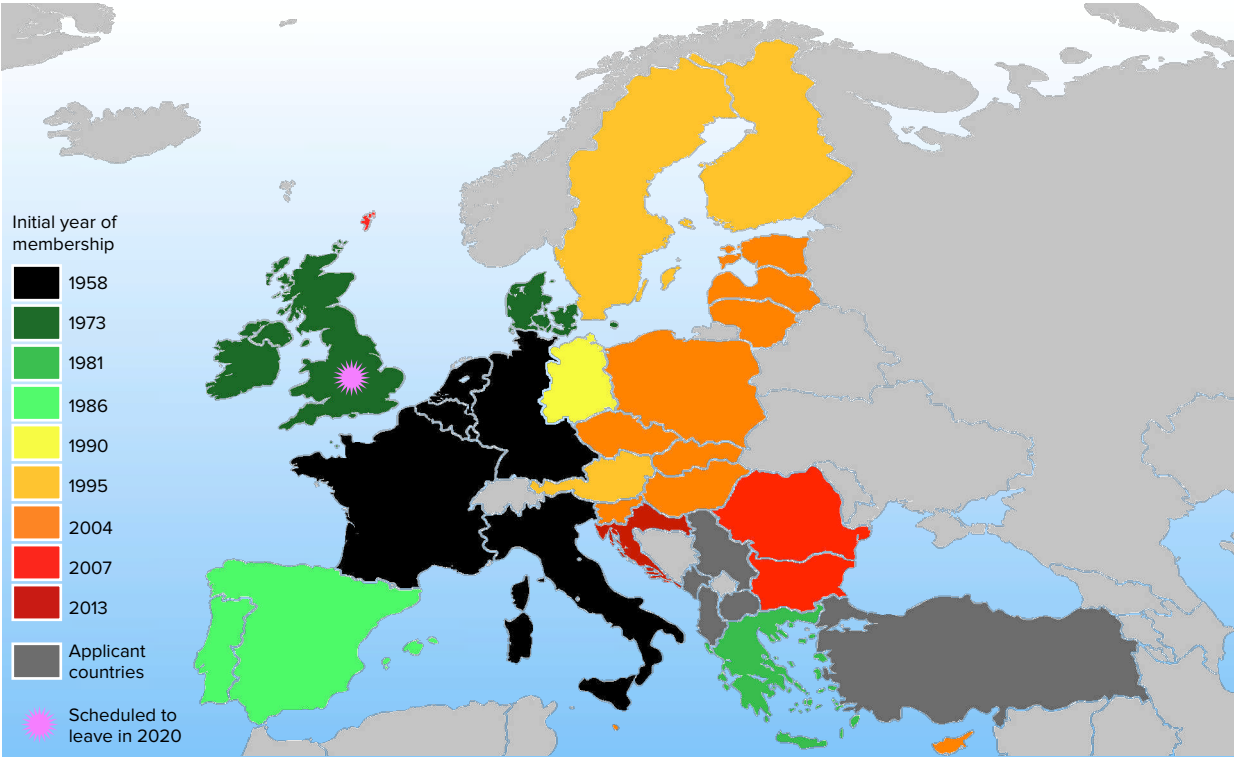 Initial year of
membership
1958
1973
1981
1986
1990
1995
2004
2007
2013
Applicant
countries
Scheduled to
leave in 2020